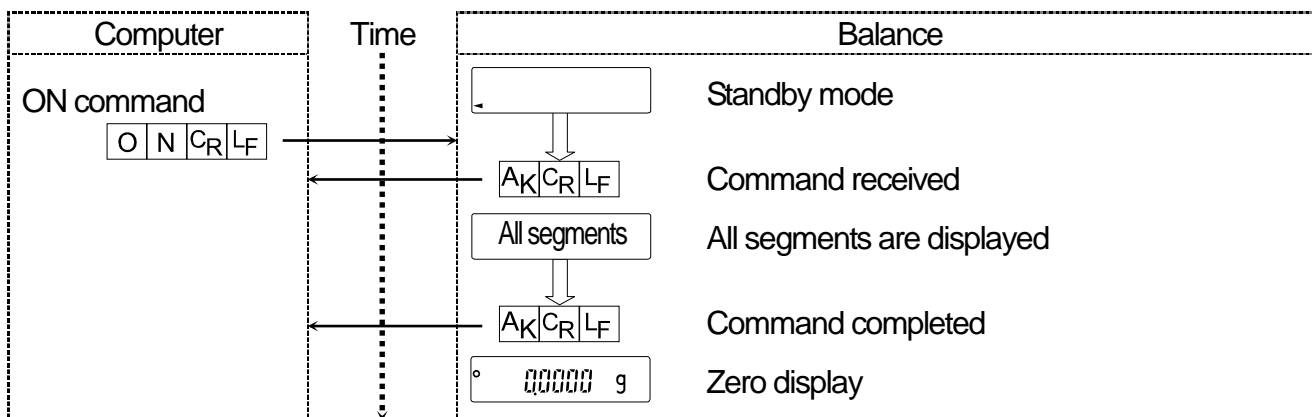 Computer Time Balance
Standby mode
ON command
O N CR LF
AK CR LF Command received
All segments All segments are displayed
AK CR LF Command completed
0.0000 g Zero display